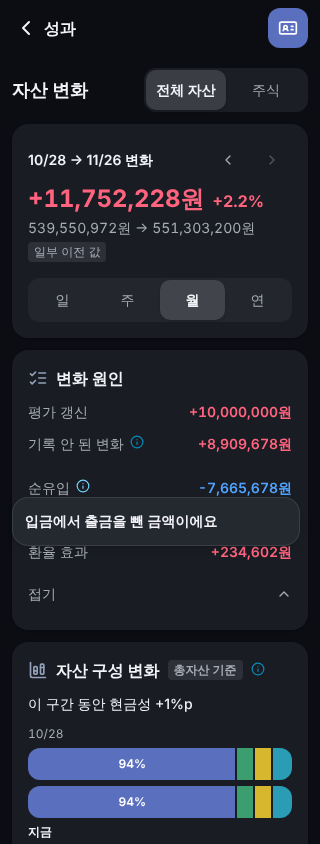 성과
자산 변화
전체 자산
주식
10/28 → 11/26 변화
+11,752,228원 +2.2%
539,550,972원 → 551,303,200원
일부 이전 값
일
주
월
연
변화 원인
평가 갱신
+10,000,000원
기록 안 된 변화
+8,909,678원
순유입
-7,665,678원
입금에서 출금을 뺀 금액이에요
환율 효과
+234,602원
접기
자산 구성 변화
총자산 기준
이 구간 동안 현금성 +1%p
10/28
94%
94%
지금